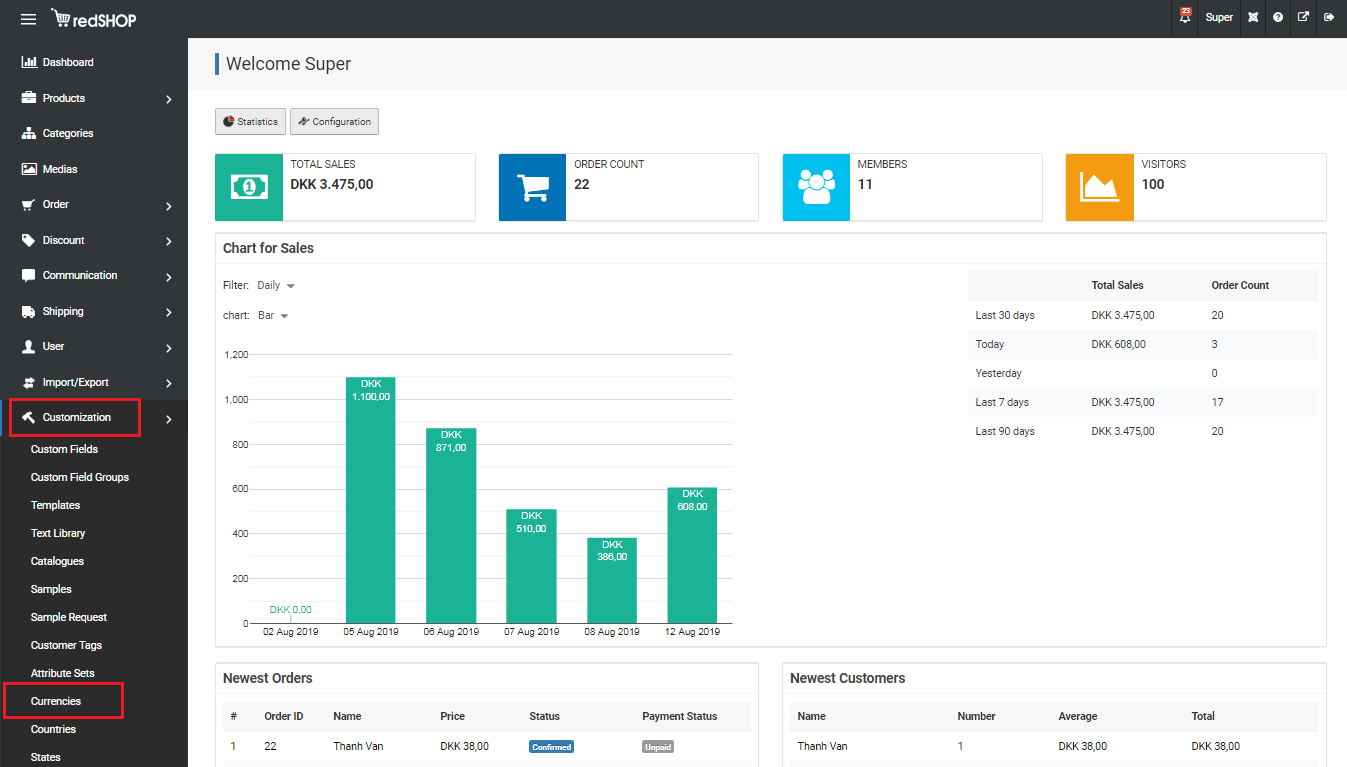 redSHOP
23
Super
Dashboard
Products
Categories
Medias
Order
Discount
Communication
Shipping
User
Import/Export
Customization
Custom Fields
Custom Field Groups
Templates
Text Library
Catalogues
Samples
Sample Request
Customer Tags
Attribute Sets
Currencies
Countries
States
Welcome Super
Statistics
Configuration
TOTAL SALES
DKK 3.475,00
ORDER COUNT
22
MEMBERS
11
VISITORS
100
Chart for Sales
Filter: Daily
chart: Bar
1,200
1,000
800
600
400
200
0
DKK 0,00
DKK
1.100,00
DKK
871,00
DKK
510,00
DKK
386,00
DKK
608,00
02 Aug 2019 05 Aug 2019 06 Aug 2019 07 Aug 2019 08 Aug 2019 12 Aug 2019
Total Sales Order Count
Last 30 days DKK 3.475,00 20
Today DKK 608,00 3
Yesterday 0
Last 7 days DKK 3.475,00 17
Last 90 days DKK 3.475,00 20
Newest Orders
# Order ID Name Price Status Payment Status
1 22 Thanh Van DKK 38,00 Confirmed Unpaid
Newest Customers
Name Number Average Total
Thanh Van 1 DKK 38,00 DKK 38,00